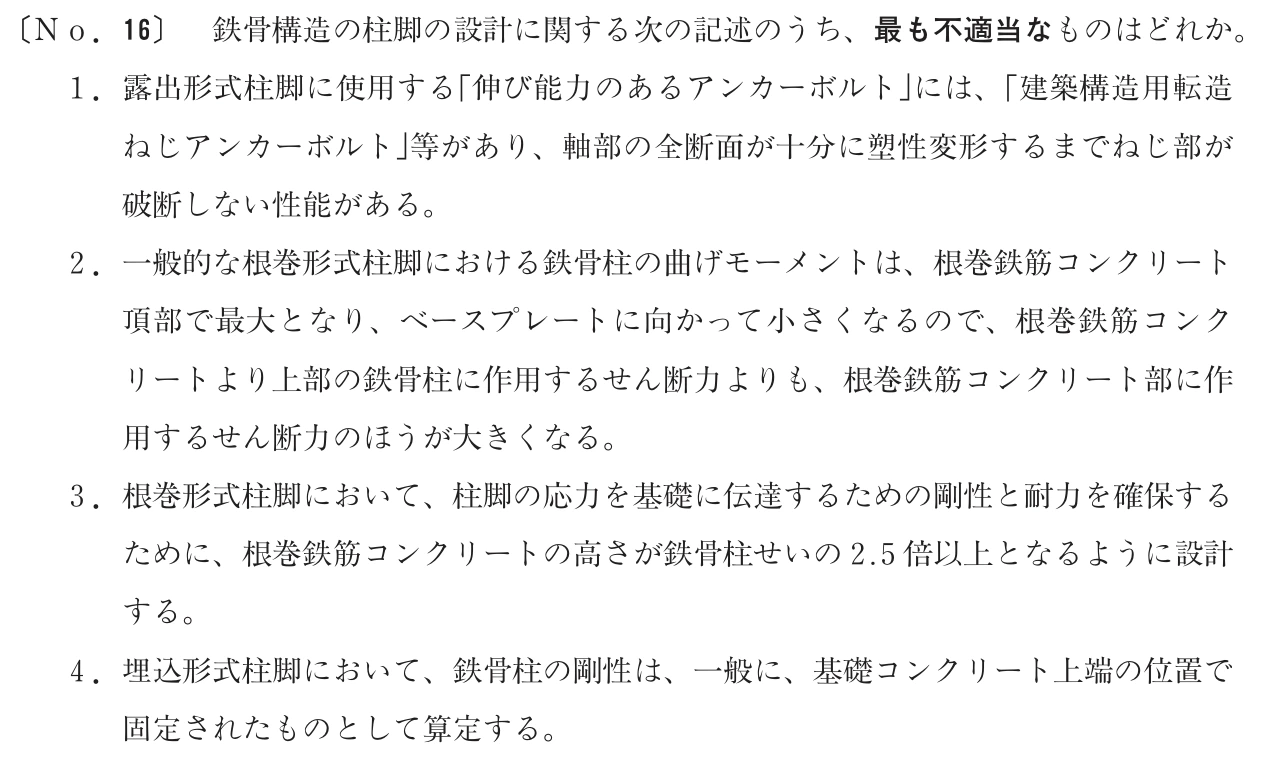 〔Ｎｏ．16〕　鉄骨構造の柱脚の設計に関する次の記述のうち、最も不適当なものはどれか。
1．露出形式柱脚に使用する「伸び能力のあるアンカーボルト」には、「建築構造用転造
ねじアンカーボルト」等があり、軸部の全断面が十分に塑性変形するまでねじ部が
破断しない性能がある。
2．一般的な根巻形式柱脚における鉄骨柱の曲げモーメントは、根巻鉄筋コンクリート
頂部で最大となり、ベースプレートに向かって小さくなるので、根巻鉄筋コンク
リートより上部の鉄骨柱に作用するせん断力よりも、根巻鉄筋コンクリート部に作
用するせん断力のほうが大きくなる。
3．根巻形式柱脚において、柱脚の応力を基礎に伝達するための剛性と耐力を確保する
ために、根巻鉄筋コンクリートの高さが鉄骨柱せいの 2.5 倍以上となるように設計
する。
4．埋込形式柱脚において、鉄骨柱の剛性は、一般に、基礎コンクリート上端の位置で
固定されたものとして算定する。